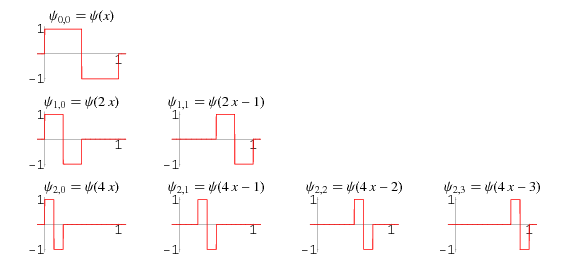 ψ0,0 = ψ(x)
1
1
−1
ψ1,0 = ψ(2 x) ψ1,1 = ψ(2 x − 1)
1 1
1 1
−1 −1
ψ2,0 = ψ(4 x) ψ2,1 = ψ(4 x − 1) ψ2,2 = ψ(4 x − 2) ψ2,3 = ψ(4 x − 3)
1 1 1 1
1 1 1 1
−1 −1 −1 −1